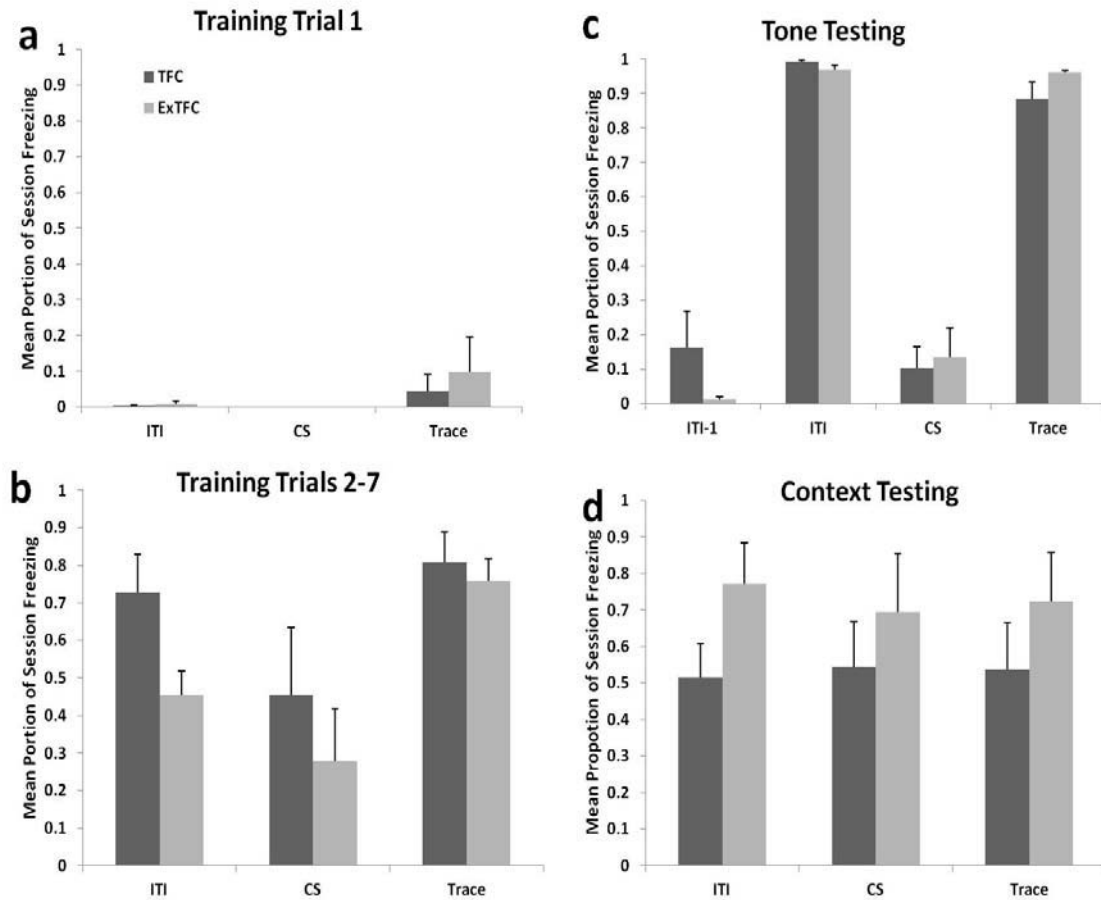 a
Training Trial 1
Mean Portion of Session Freezing
1
0.9
0.8
0.7
0.6
0.5
0.4
0.3
0.2
0.1
0
TFC
ExTFC
ITI
CS
Trace
c
Tone Testing
Mean Portion of Session Freezing
1
0.9
0.8
0.7
0.6
0.5
0.4
0.3
0.2
0.1
0
ITI-1
ITI
CS
Trace
b
Training Trials 2-7
Mean Portion of Session Freezing
1
0.9
0.8
0.7
0.6
0.5
0.4
0.3
0.2
0.1
0
ITI
CS
Trace
d
Context Testing
Mean Propotion of Session Freezing
1
0.9
0.8
0.7
0.6
0.5
0.4
0.3
0.2
0.1
0
ITI
CS
Trace